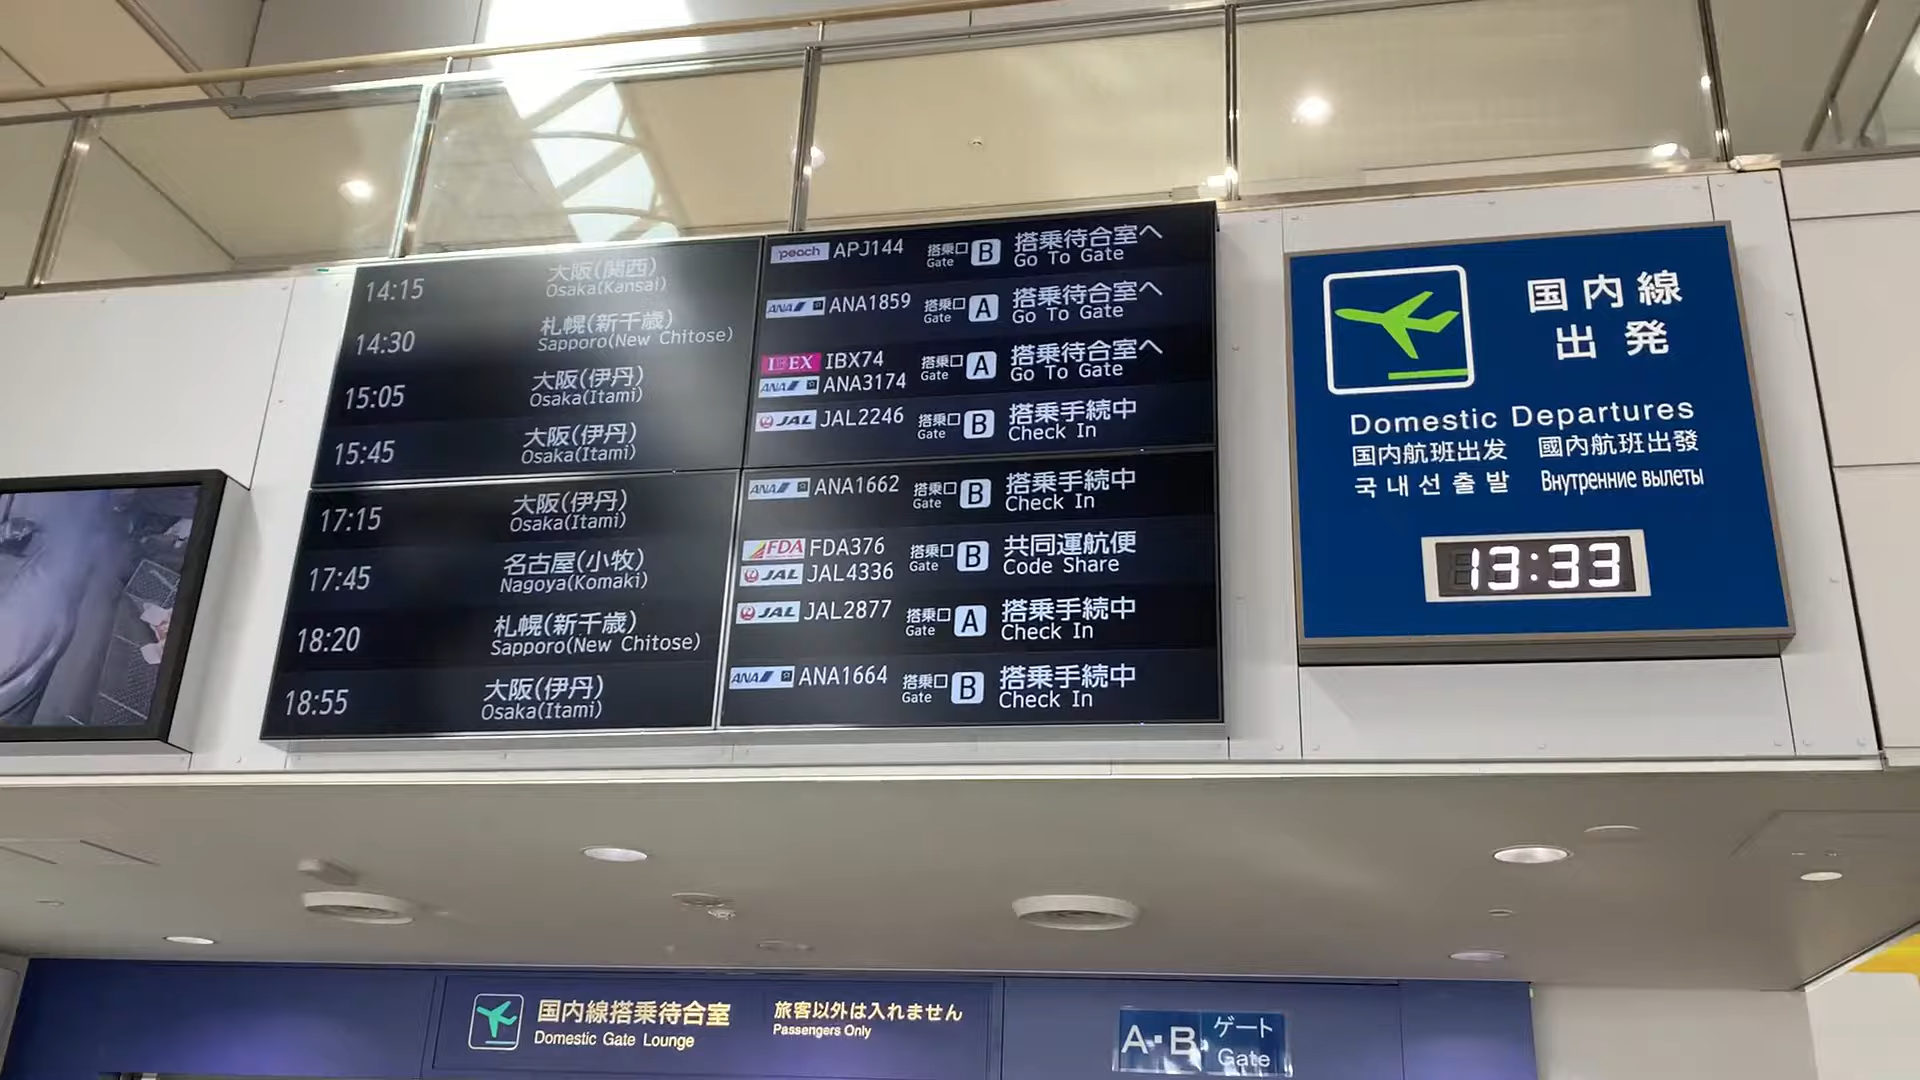 14:15 大阪(関西) peach APJ144 搭乗口 B 搭乗待合室へ
Osaka(Kansai) Gate Go To Gate
14:30 札幌(新千歳) ANA ANA1859 搭乗口 A 搭乗待合室へ
Sapporo(New Chitose) Gate Go To Gate
15:05 大阪(伊丹) IBEX IBX74 搭乗口 A 搭乗待合室へ
Osaka(Itami) ANA ANA3174 Gate Go To Gate
15:45 大阪(伊丹) JAL JAL2246 搭乗口 B 搭乗手続中
Osaka(Itami) Gate Check In
17:15 大阪(伊丹) ANA ANA1662 搭乗口 B 搭乗手続中
Osaka(Itami) Gate Check In
17:45 名古屋(小牧) FDA FDA376 搭乗口 B 共同運航便
Nagoya(Komaki) JAL JAL4336 Gate Code Share
18:20 札幌(新千歳) JAL JAL2877 搭乗口 A 搭乗手続中
Sapporo(New Chitose) Gate Check In
18:55 大阪(伊丹) ANA ANA1664 搭乗口 B 搭乗手続中
Osaka(Itami) Gate Check In
国内線
出発
Domestic Departures
国内航班出发 國內航班出發
국내선출발 Внутренние вылеты
13:33
国内線搭乗待合室 旅客以外は入れません
Domestic Gate Lounge Passengers Only
A・B ゲート
Gate